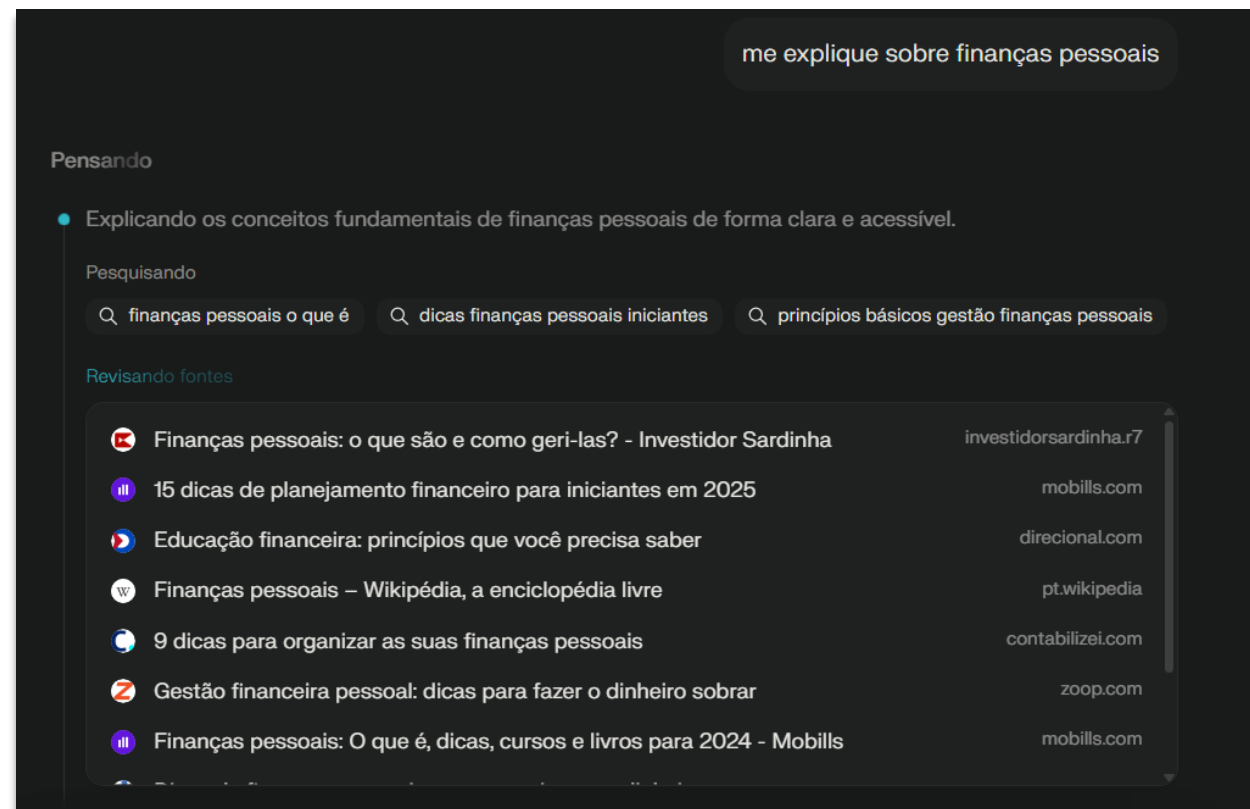 me explique sobre finanças pessoais
Pensando
Explicando os conceitos fundamentais de finanças pessoais de forma clara e acessível.
Pesquisando
finanças pessoais o que é
dicas finanças pessoais iniciantes
princípios básicos gestão finanças pessoais
Revisando fontes
Finanças pessoais: o que são e como geri-las? - Investidor Sardinha investidorsardinha.r7
15 dicas de planejamento financeiro para iniciantes em 2025 mobills.com
Educação financeira: princípios que você precisa saber direcional.com
W Finanças pessoais – Wikipédia, a enciclopédia livre pt.wikipedia
9 dicas para organizar as suas finanças pessoais contabilizei.com
Gestão financeira pessoal: dicas para fazer o dinheiro sobrar zoop.com
Finanças pessoais: O que é, dicas, cursos e livros para 2024 - Mobills mobills.com